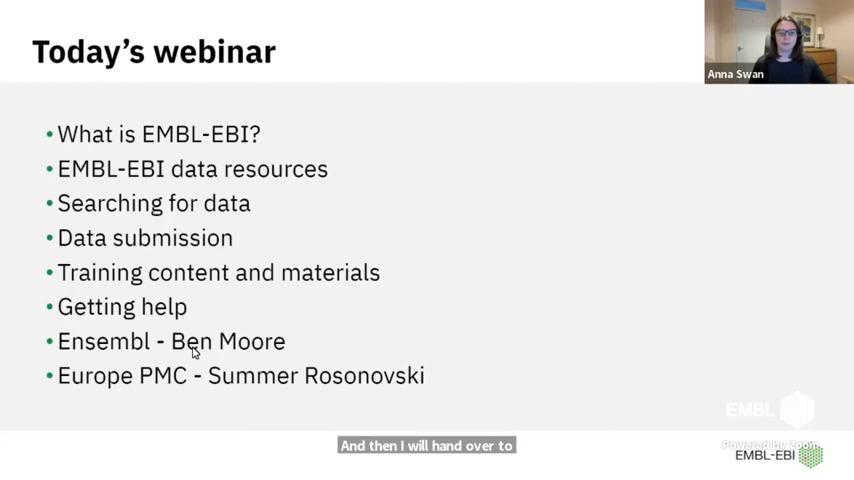 Today's webinar
Anna Swan
• What is EMBL-EBI?
• EMBL-EBI data resources
• Searching for data
• Data submission
• Training content and materials
• Getting help
• Ensembl - Ben Moore
• Europe PMC - Summer Rosonovski
EMBL
And then I will hand over to
Powered by Zoom
EMBL-EBI